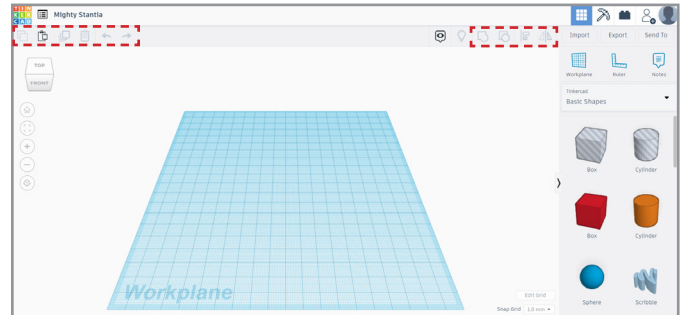 TIN
KER
CAD
Mighty Stantia
Import Export Send To
TOP
FRONT
Workplane Ruler Notes
Tinkercad
Basic Shapes
Box Cylinder
Box Cylinder
Sphere Scribble
Workplane
Edit Grid
Snap Grid 1.0 mm